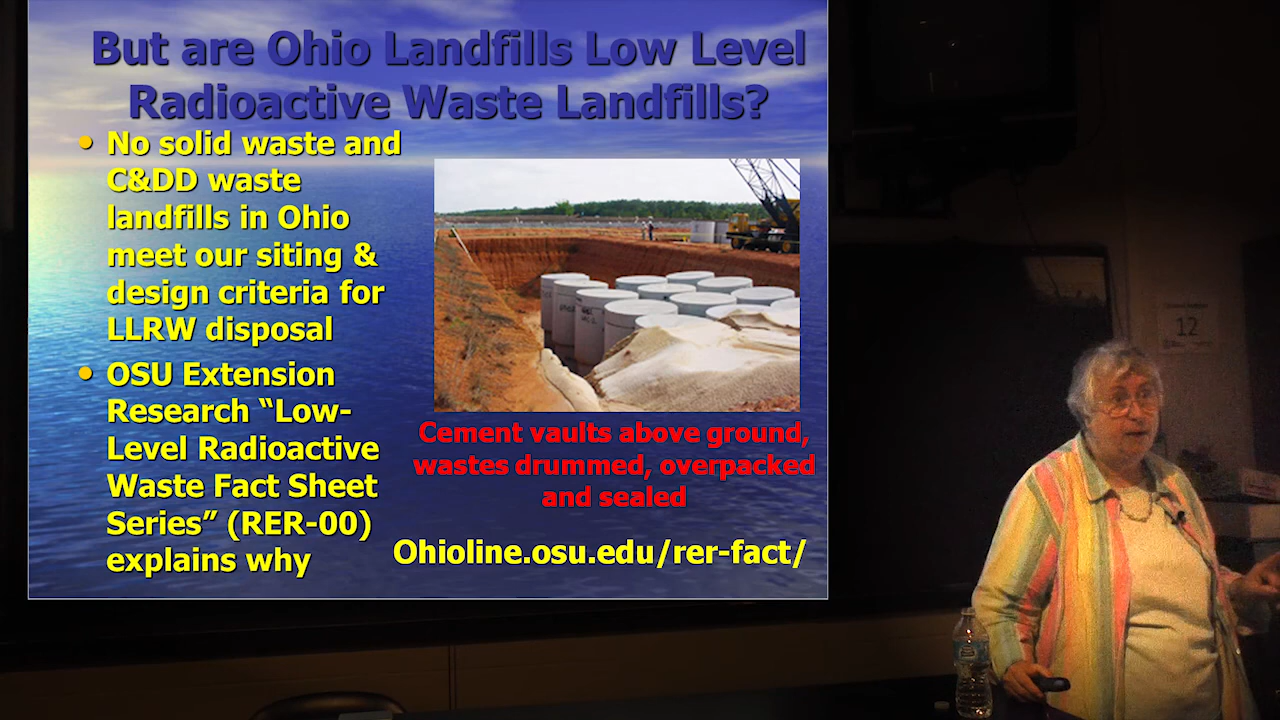 But are Ohio Landfills Low Level
Radioactive Waste Landfills?
• No solid waste and
C&DD waste
landfills in Ohio
meet our siting &
design criteria for
LLRW disposal
• OSU Extension
Research “Low-
Level Radioactive
Waste Fact Sheet
Series” (RER-00)
explains why
Cement vaults above ground,
wastes drummed, overpacked
and sealed
Ohioline.osu.edu/rer-fact/
12